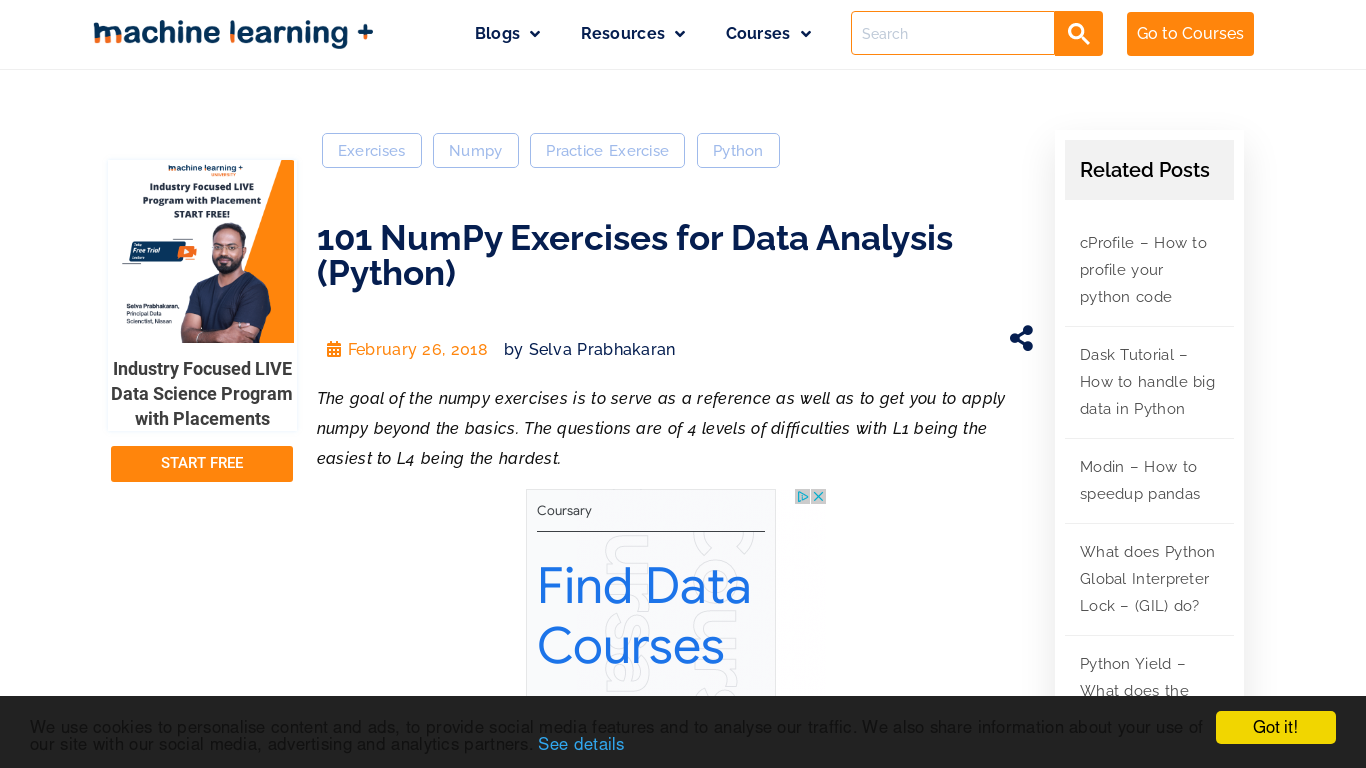 machine learning +
Blogs
Resources
Courses
Search
Go to Courses
Exercises
Numpy
Practice Exercise
Python
machine learning +
UNIVERSITY
Industry Focused LIVE
Program with Placement
START FREE!
Free Trial
Selva Prabhakaran,
Principal Data
Scienctist, Nissan
Industry Focused LIVE
Data Science Program
with Placements
START FREE
101 NumPy Exercises for Data Analysis
(Python)
February 26, 2018
by Selva Prabhakaran
The goal of the numpy exercises is to serve as a reference as well as to get you to apply
numpy beyond the basics. The questions are of 4 levels of difficulties with L1 being the
easiest to L4 being the hardest.
Coursary
Find Data
Courses
Related Posts
cProfile – How to
profile your
python code
Dask Tutorial –
How to handle big
data in Python
Modin – How to
speedup pandas
What does Python
Global Interpreter
Lock – (GIL) do?
Python Yield –
What does the
We use cookies to personalise content and ads, to provide social media features and to analyse our traffic. We also share information about your use of
our site with our social media, advertising and analytics partners. See details
Got it!